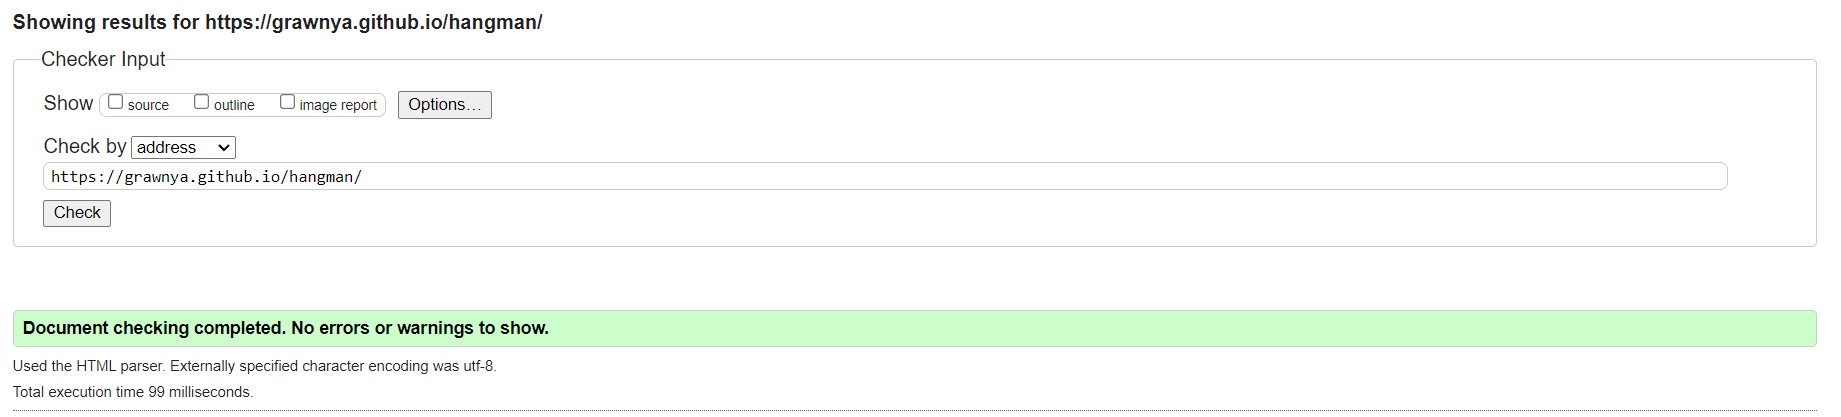 Showing results for https://grawnya.github.io/hangman/
Checker Input
Show source outline image report Options...
Check by address
https://grawnya.github.io/hangman/
Check
Document checking completed. No errors or warnings to show.
Used the HTML parser. Externally specified character encoding was utf-8.
Total execution time 99 milliseconds.